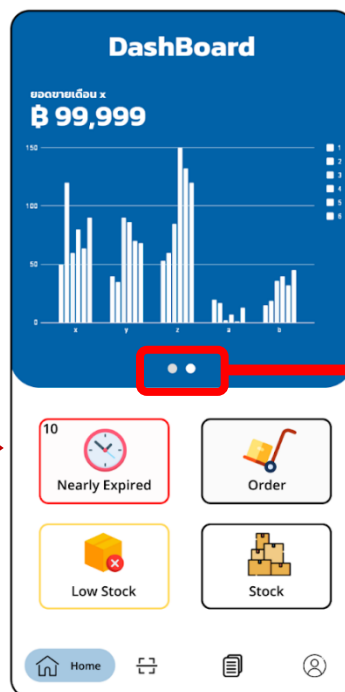 DashBoard
ยอดขายเดือน x
฿ 99,999
150
100
50
0
x y z a b
1
2
3
4
5
6
10
Nearly Expired
Order
Low Stock
Stock
Home